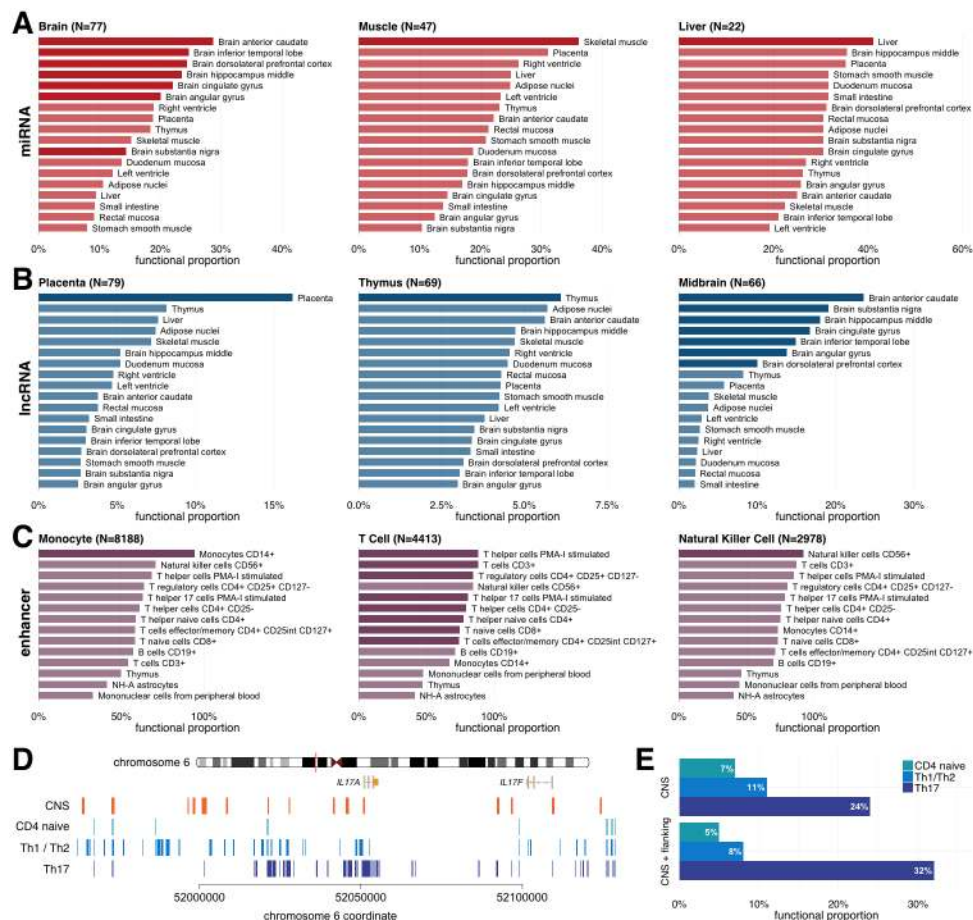 A
miRNA
Brain (N=77)
Brain anterior caudate
Brain inferior temporal lobe
Brain dorsolateral prefrontal cortex
Brain hippocampus middle
Brain cingulate gyrus
Brain angular gyrus
Right ventricle
Placenta
Thymus
Skeletal muscle
Brain substantia nigra
Duodenum mucosa
Left ventricle
Adipose nuclei
Liver
Small intestine
Rectal mucosa
Stomach smooth muscle
0% 10% 20% 30% 40%
functional proportion
Muscle (N=47)
Skeletal muscle
Placenta
Right ventricle
Liver
Adipose nuclei
Left ventricle
Thymus
Brain anterior caudate
Rectal mucosa
Stomach smooth muscle
Duodenum mucosa
Brain inferior temporal lobe
Brain dorsolateral prefrontal cortex
Brain hippocampus middle
Brain cingulate gyrus
Small intestine
Brain angular gyrus
Brain substantia nigra
0% 10% 20% 30% 40%
functional proportion
Liver (N=22)
Liver
Brain hippocampus middle
Placenta
Stomach smooth muscle
Duodenum mucosa
Small intestine
Brain dorsolateral prefrontal cortex
Rectal mucosa
Adipose nuclei
Brain substantia nigra
Brain cingulate gyrus
Right ventricle
Thymus
Brain angular gyrus
Brain anterior caudate
Skeletal muscle
Brain inferior temporal lobe
Left ventricle
0% 20% 40% 60%
functional proportion
B
lncRNA
Placenta (N=79)
Placenta
Thymus
Liver
Adipose nuclei
Skeletal muscle
Brain hippocampus middle
Duodenum mucosa
Right ventricle
Left ventricle
Brain anterior caudate
Rectal mucosa
Small intestine
Brain cingulate gyrus
Brain inferior temporal lobe
Brain dorsolateral prefrontal cortex
Stomach smooth muscle
Brain substantia nigra
Brain angular gyrus
0% 5% 10% 15%
functional proportion
Thymus (N=69)
Thymus
Adipose nuclei
Brain anterior caudate
Brain hippocampus middle
Skeletal muscle
Right ventricle
Duodenum mucosa
Rectal mucosa
Placenta
Stomach smooth muscle
Left ventricle
Liver
Brain substantia nigra
Brain cingulate gyrus
Small intestine
Brain dorsolateral prefrontal cortex
Brain inferior temporal lobe
Brain angular gyrus
0.0% 2.5% 5.0% 7.5%
functional proportion
Midbrain (N=66)
Brain anterior caudate
Brain substantia nigra
Brain hippocampus middle
Brain cingulate gyrus
Brain inferior temporal lobe
Brain angular gyrus
Brain dorsolateral prefrontal cortex
Thymus
Placenta
Skeletal muscle
Adipose nuclei
Left ventricle
Stomach smooth muscle
Right ventricle
Liver
Duodenum mucosa
Rectal mucosa
Small intestine
0% 10% 20% 30%
functional proportion
C
enhancer
Monocyte (N=8188)
Monocytes CD14+
Natural killer cells CD56+
T helper cells PMA-I stimulated
T regulatory cells CD4+ CD25+ CD127-
T helper 17 cells PMA-I stimulated
T helper cells CD4+ CD25-
T helper naive cells CD4+
T cells effector/memory CD4+ CD25int CD127+
T naive cells CD8+
B cells CD19+
T cells CD3+
Thymus
NH-A astrocytes
Mononuclear cells from peripheral blood
0% 50% 100%
functional proportion
T Cell (N=4413)
T helper cells PMA-I stimulated
T cells CD3+
T regulatory cells CD4+ CD25+ CD127-
Natural killer cells CD56+
T helper 17 cells PMA-I stimulated
T helper cells CD4+ CD25-
T helper naive cells CD4+
T naive cells CD8+
T cells effector/memory CD4+ CD25int CD127+
B cells CD19+
Monocytes CD14+
Mononuclear cells from peripheral blood
Thymus
NH-A astrocytes
0% 50% 100%
functional proportion
Natural Killer Cell (N=2978)
Natural killer cells CD56+
T cells CD3+
T helper cells PMA-I stimulated
T regulatory cells CD4+ CD25+ CD127-
T helper 17 cells PMA-I stimulated
T helper cells CD4+ CD25-
T helper naive cells CD4+
Monocytes CD14+
T naive cells CD8+
T cells effector/memory CD4+ CD25int CD127+
B cells CD19+
Thymus
Mononuclear cells from peripheral blood
NH-A astrocytes
0% 50% 100%
functional proportion
D
chromosome 6
IL17A
IL17F
CNS
CD4 naive
Th1 / Th2
Th17
52000000 52050000 52100000
chromosome 6 coordinate
E
CD4 naive
Th1/Th2
Th17
CNS
7%
11%
24%
CNS + flanking
5%
8%
32%
0% 10% 20% 30%
functional proportion